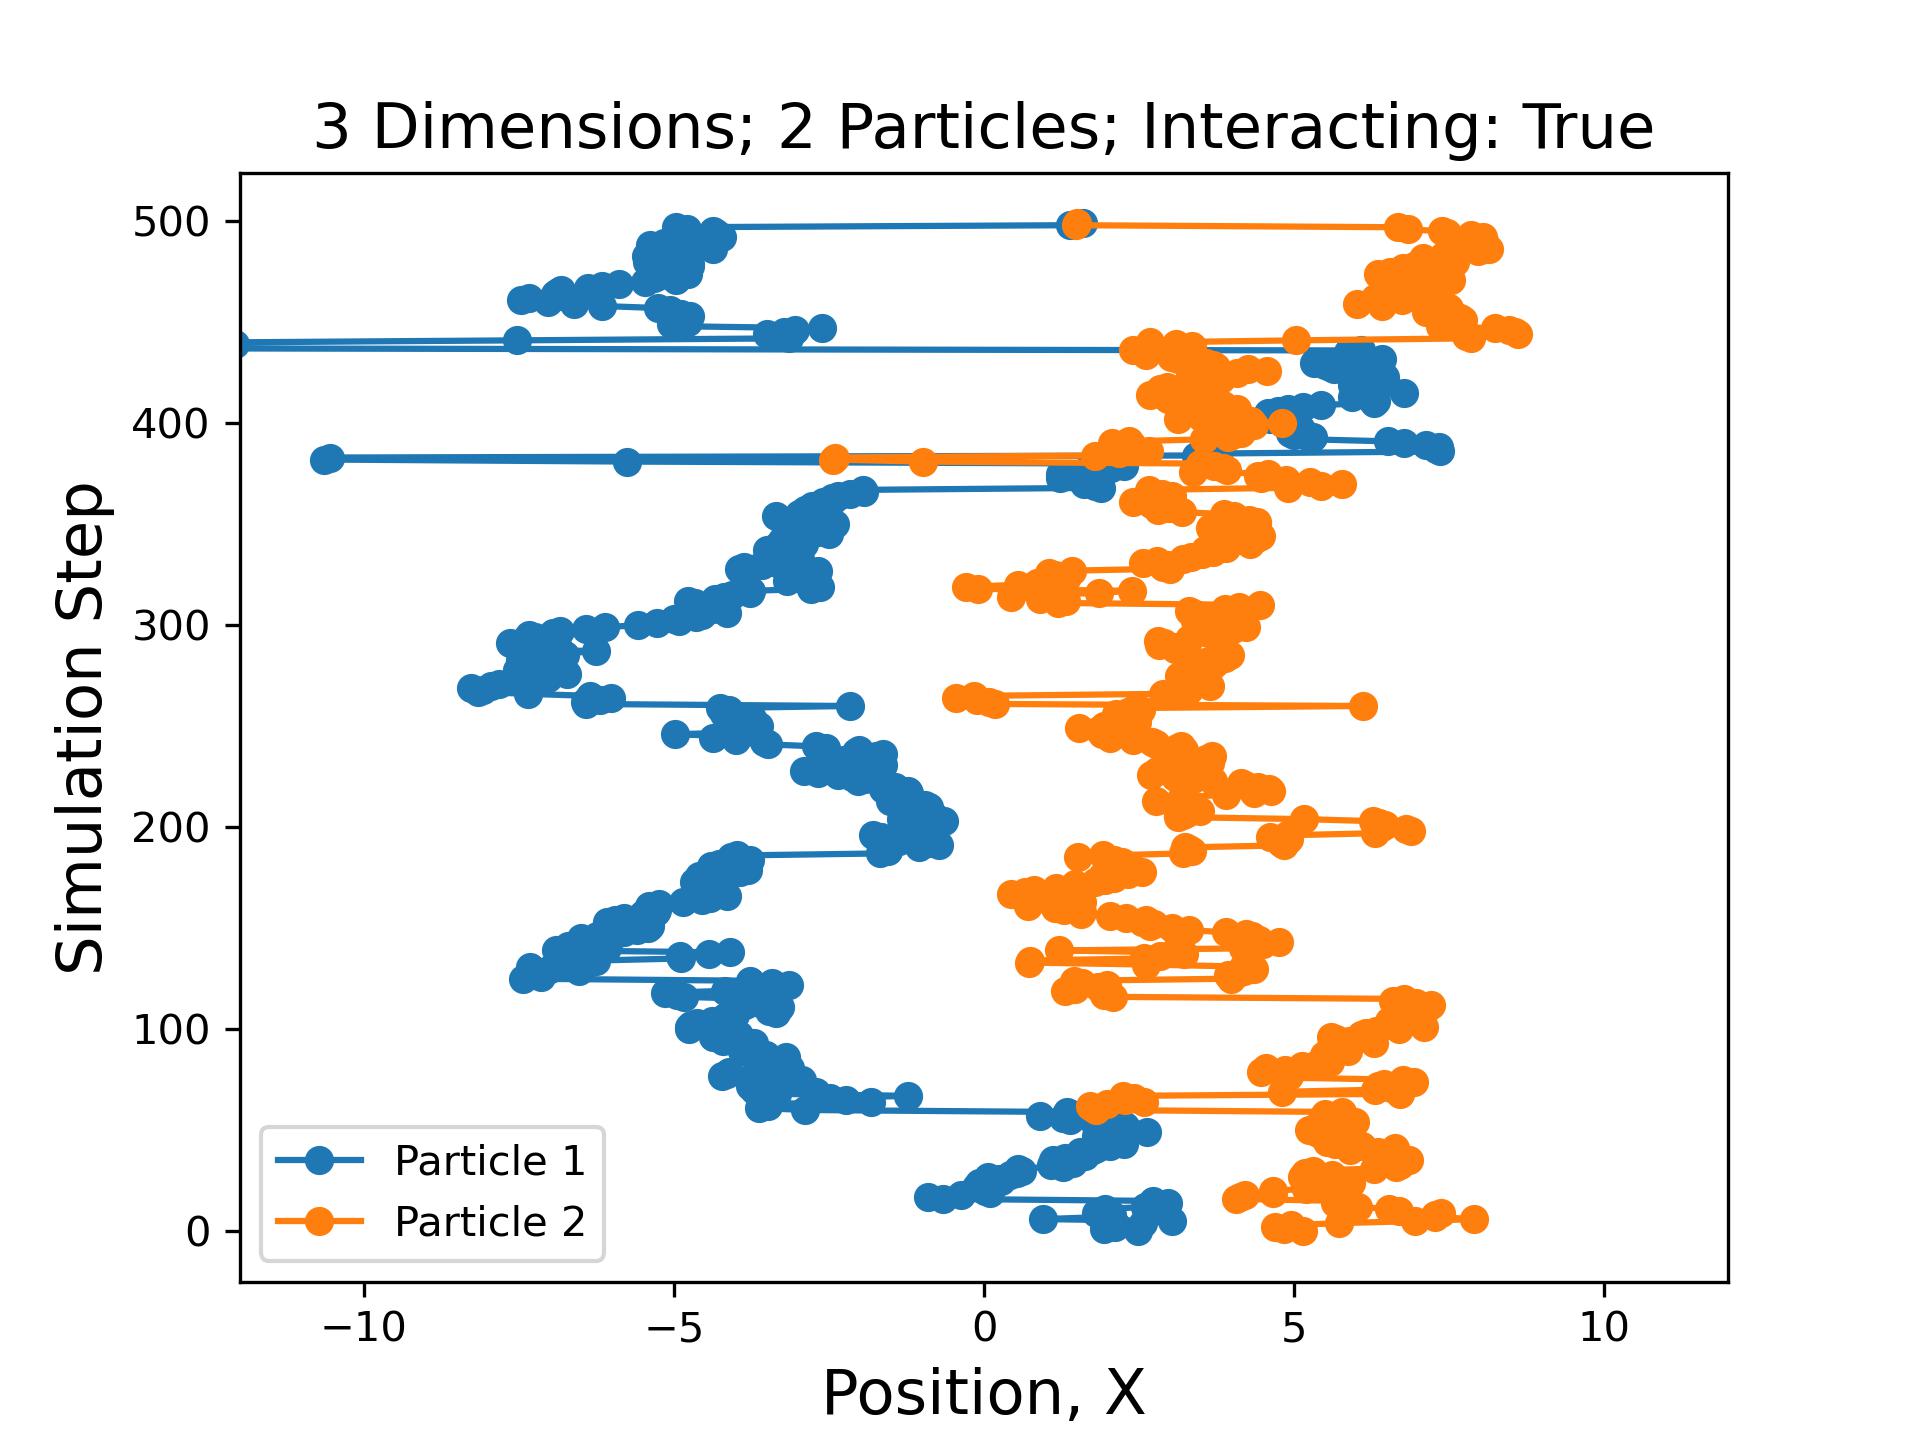 3 Dimensions; 2 Particles; Interacting: True
Simulation Step
500
400
300
200
100
0
Particle 1
Particle 2
−10
−5
0
5
10
Position, X